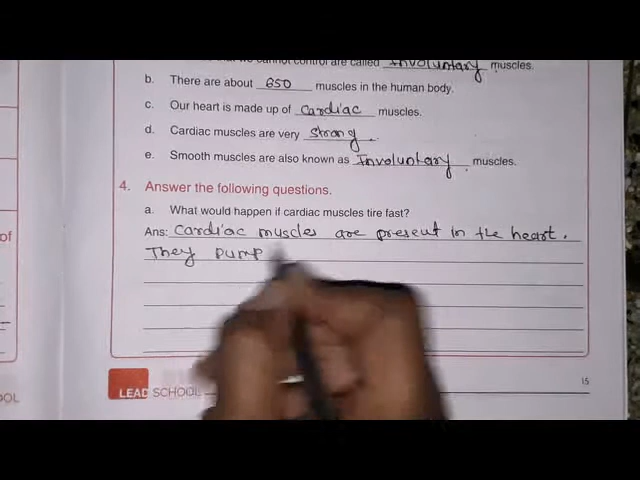 we cannot control are called Involuntary muscles.
b. There are about 650 muscles in the human body.
c. Our heart is made up of Cardiac muscles.
d. Cardiac muscles are very Strong.
e. Smooth muscles are also known as Involuntary muscles.
of
4. Answer the following questions.
a. What would happen if cardiac muscles tire fast?
Ans: Cardiac muscles are present in the heart.
They pump
LEAD SCHOOL
15
OOL